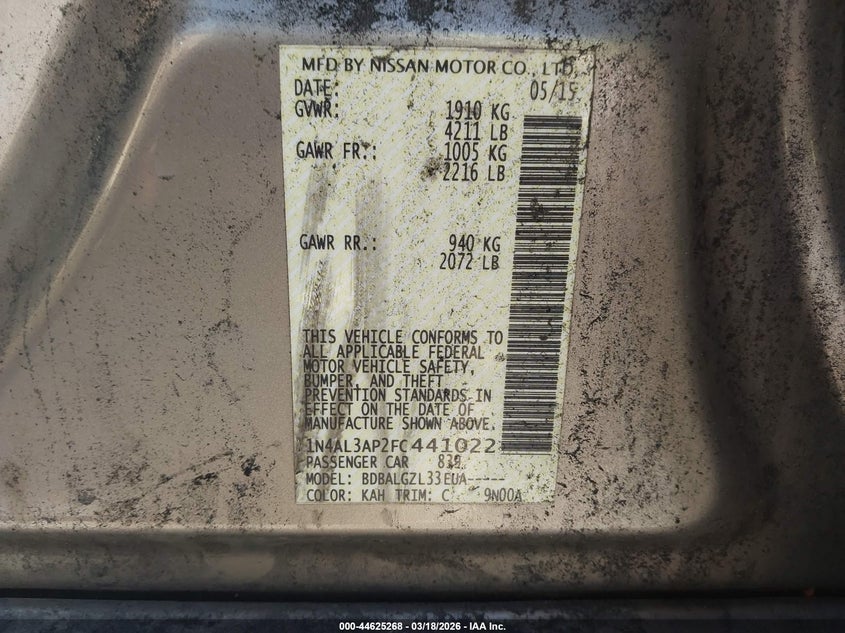 MFD BY NISSAN MOTOR CO., LTD.
DATE: 05/15
GVWR: 1910 KG
4211 LB
GAWR FR.: 1005 KG
2216 LB
GAWR RR.: 940 KG
2072 LB
THIS VEHICLE CONFORMS TO
ALL APPLICABLE FEDERAL
MOTOR VEHICLE SAFETY,
BUMPER, AND THEFT
PREVENTION STANDARDS IN
EFFECT ON THE DATE OF
MANUFACTURE SHOWN ABOVE.
1N4AL3AP2FC441022
PASSENGER CAR
MODEL: BDBALGZL33EUA-----
COLOR: KAH TRIM: C 9N00A
000-44625268 - 03/18/2026 - IAA Inc.